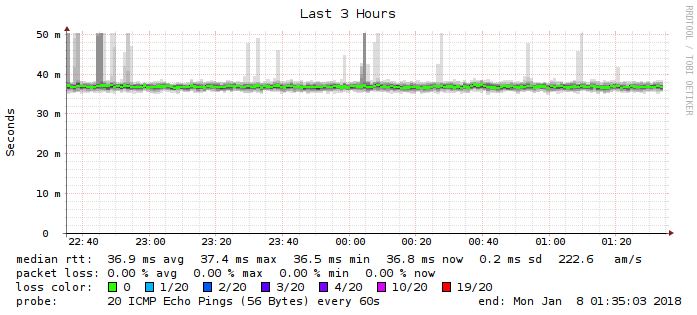 Last 3 Hours
RRDTOOL / TOBI OETIKER
Seconds
50 m
40 m
30 m
20 m
10 m
0
22:40 23:00 23:20 23:40 00:00 00:20 00:40 01:00 01:20
median rtt: 36.9 ms avg 37.4 ms max 36.5 ms min 36.8 ms now 0.2 ms sd 222.6 am/s
packet loss: 0.00 % avg 0.00 % max 0.00 % min 0.00 % now
loss color: 0 1/20 2/20 3/20 4/20 10/20 19/20
probe: 20 ICMP Echo Pings (56 Bytes) every 60s end: Mon Jan 8 01:35:03 2018